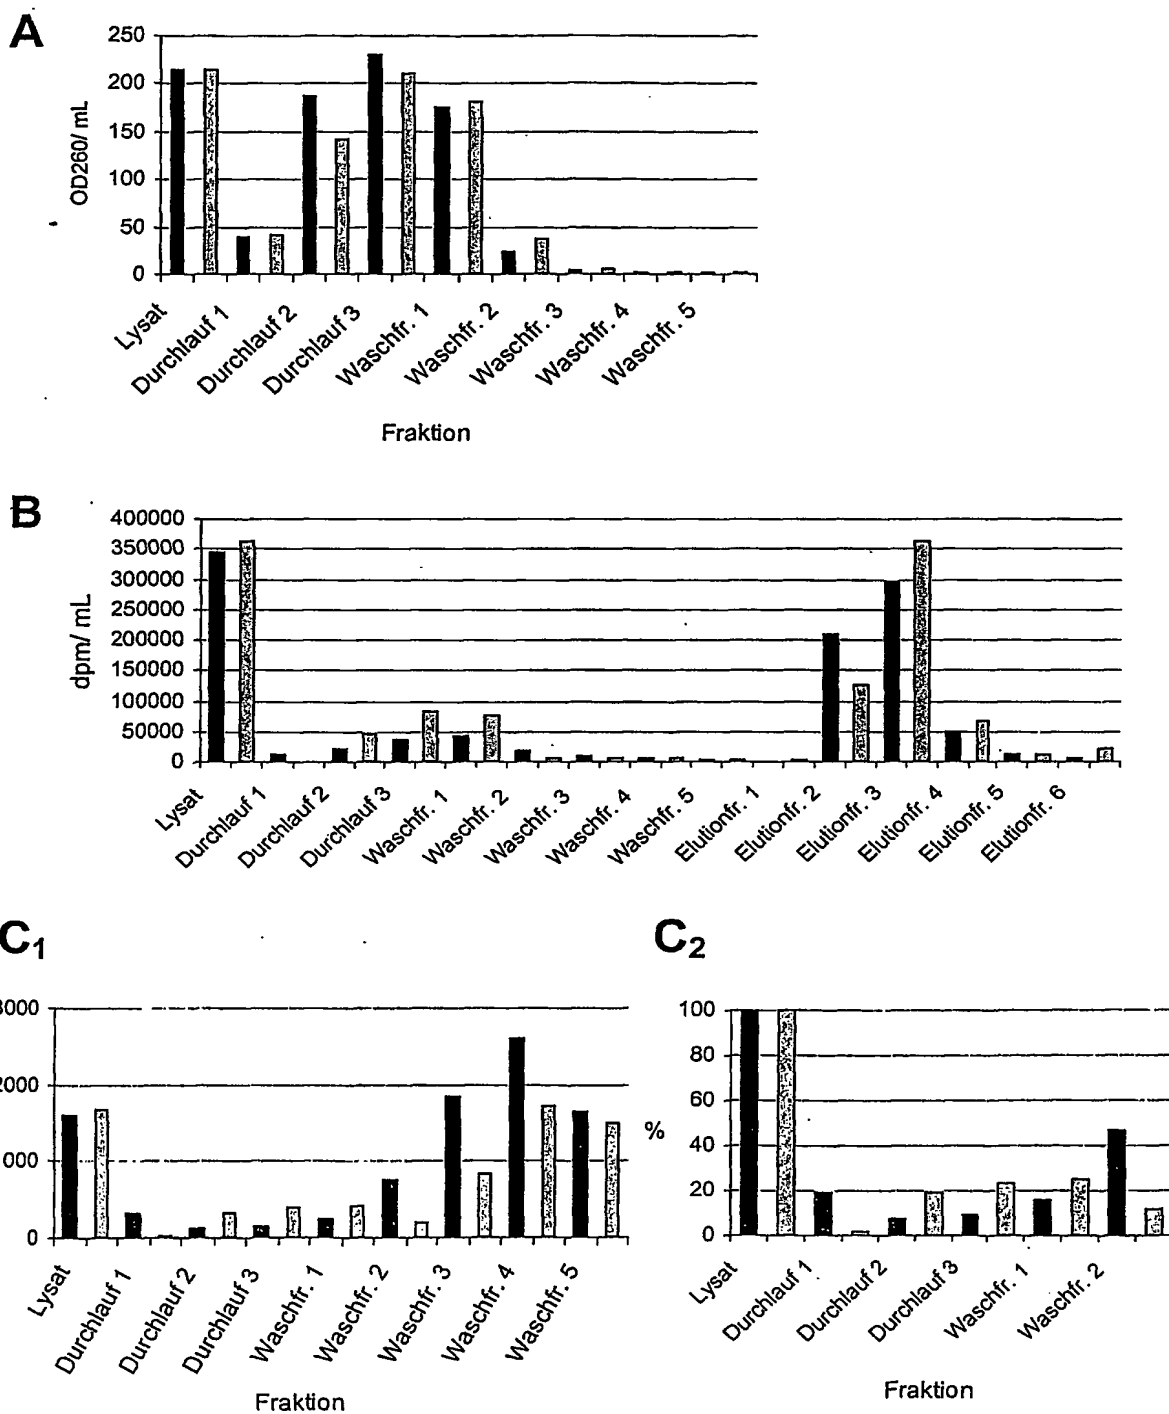 A
250
200
150
100
50
0
OD260/ mL
Lysat
Durchlauf 1
Durchlauf 2
Durchlauf 3
Waschfr. 1
Waschfr. 2
Waschfr. 3
Waschfr. 4
Waschfr. 5
Fraktion
B
400000
350000
300000
250000
200000
150000
100000
50000
0
dpm/ mL
Lysat
Durchlauf 1
Durchlauf 2
Durchlauf 3
Waschfr. 1
Waschfr. 2
Waschfr. 3
Waschfr. 4
Waschfr. 5
Elutionfr. 1
Elutionfr. 2
Elutionfr. 3
Elutionfr. 4
Elutionfr. 5
Elutionfr. 6
C1
3000
2000
000
0
Lysat
Durchlauf 1
Durchlauf 2
Durchlauf 3
Waschfr. 1
Waschfr. 2
Waschfr. 3
Waschfr. 4
Waschfr. 5
Fraktion
C2
100
80
60
40
20
0
%
Lysat
Durchlauf 1
Durchlauf 2
Durchlauf 3
Waschfr. 1
Waschfr. 2
Fraktion